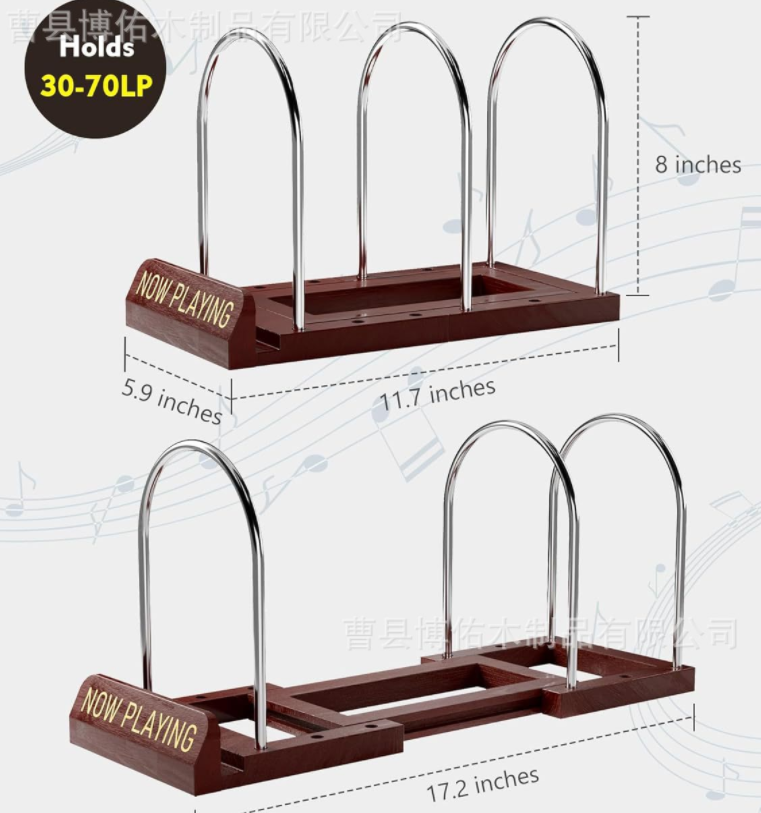 曹县博佑木制品有限公司
Holds
30-70LP
8 inches
NOW PLAYING
5.9 inches
11.7 inches
曹县博佑木制品有限公司
NOW PLAYING
17.2 inches